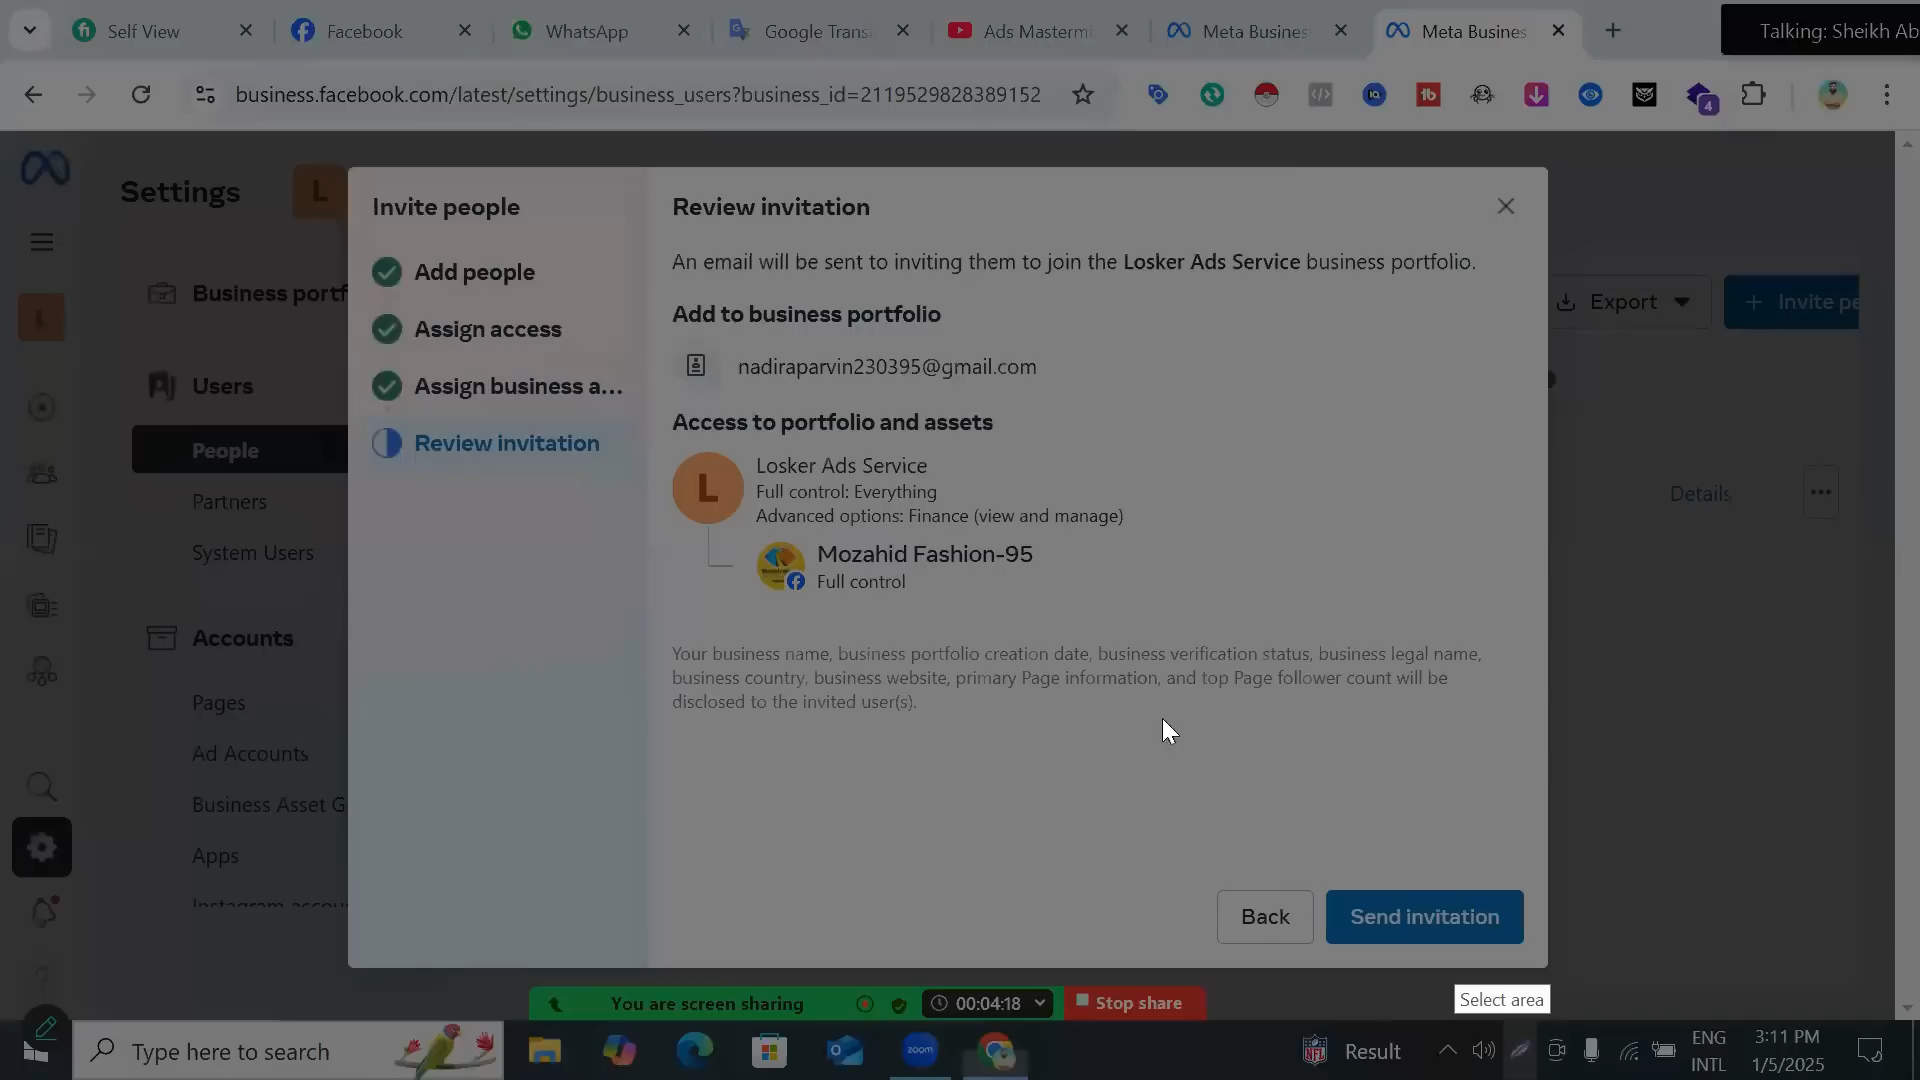 Self View
Facebook
WhatsApp
Google Trans
Ads Mastermi
Meta Busines
Meta Busines
Talking: Sheikh Ab
business.facebook.com/latest/settings/business_users?business_id=2119529828389152
4
Settings
L
Business portf
Users
People
Partners
System Users
Accounts
Pages
Ad Accounts
Business Asset G
Apps
Instagram accou
Invite people
Add people
Assign access
Assign business a...
Review invitation
Review invitation
An email will be sent to inviting them to join the Losker Ads Service business portfolio.
Add to business portfolio
nadiraparvin230395@gmail.com
Access to portfolio and assets
L
Losker Ads Service
Full control: Everything
Advanced options: Finance (view and manage)
Mozahid Fashion-95
Full control
Your business name, business portfolio creation date, business verification status, business legal name,
business country, business website, primary Page information, and top Page follower count will be
disclosed to the invited user(s).
Back
Send invitation
Export
+ Invite pe
Details
You are screen sharing
00:04:18
Stop share
Select area
Type here to search
zoom
Result
ENG
INTL
3:11 PM
1/5/2025